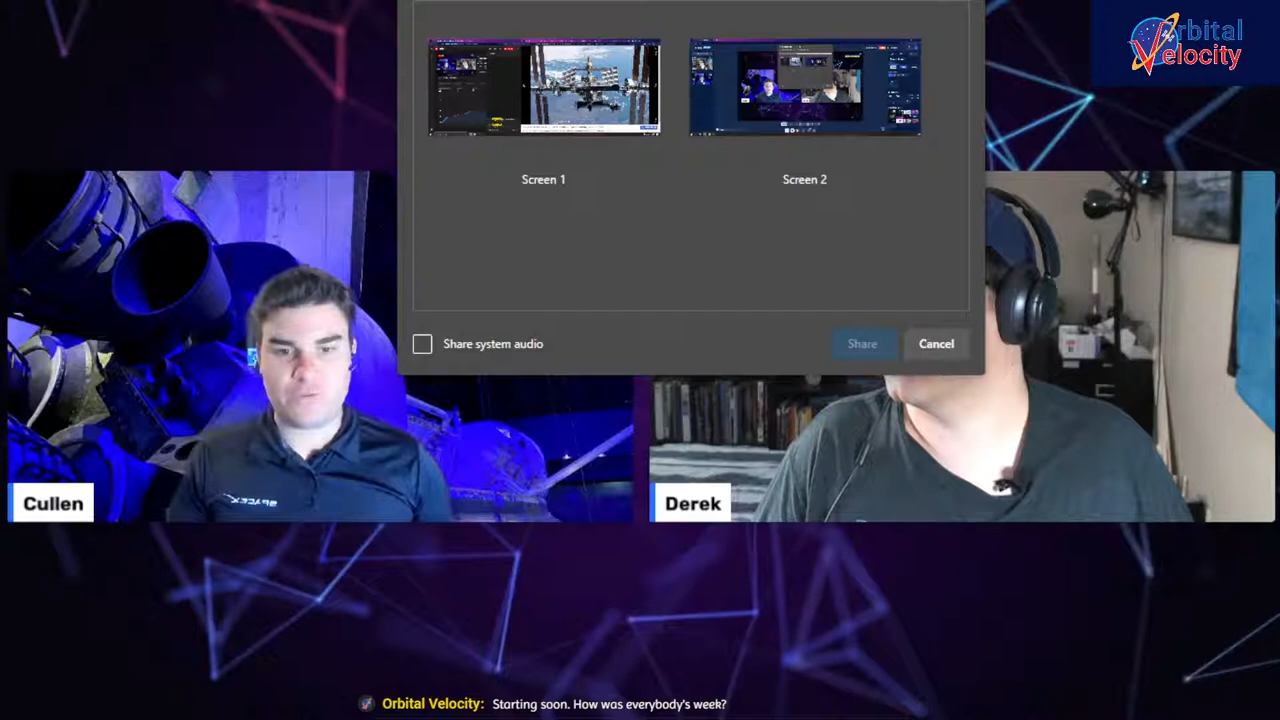 Orbital
Velocity
Screen 1
Screen 2
Share system audio
Share
Cancel
Cullen
Derek
Orbital Velocity: Starting soon. How was everybody's week?